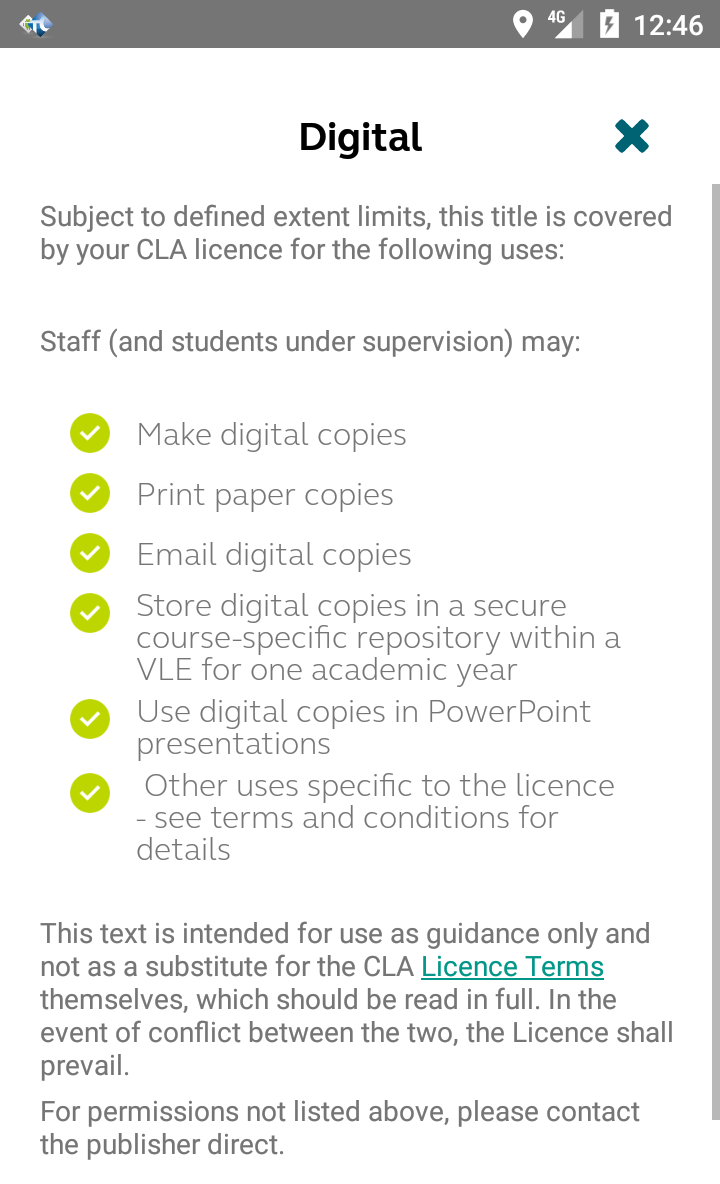 4G
12:46
Digital
Subject to defined extent limits, this title is covered
by your CLA licence for the following uses:
Staff (and students under supervision) may:
Make digital copies
Print paper copies
Email digital copies
Store digital copies in a secure
course-specific repository within a
VLE for one academic year
Use digital copies in PowerPoint
presentations
Other uses specific to the licence
- see terms and conditions for
details
This text is intended for use as guidance only and
not as a substitute for the CLA Licence Terms
themselves, which should be read in full. In the
event of conflict between the two, the Licence shall
prevail.
For permissions not listed above, please contact
the publisher direct.